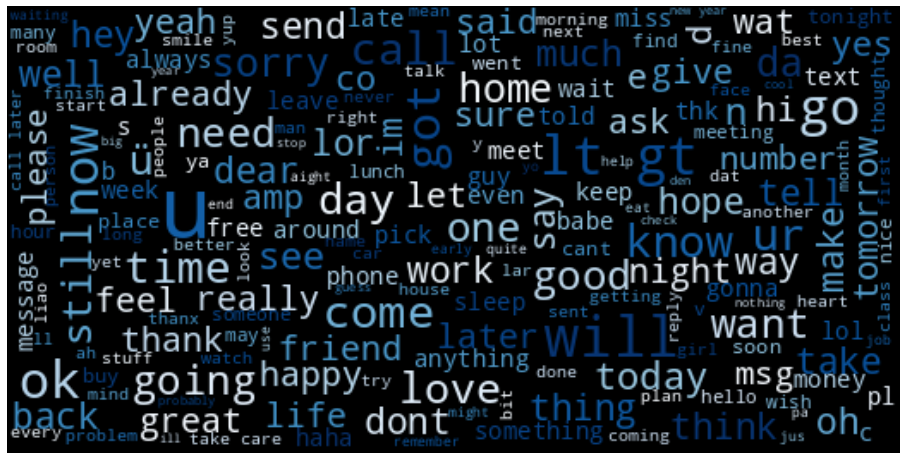 waiting
many
room
hey
yeah
smile
yup
send
late
mean
call
said
morning
next
miss
new year
d
wat
best
tonight
yes
well
always
year
sorry
co
talk
lot
went
much
find
fine
da
finish
start
already
leave
never
home
wait
e
give
face
cool
text
thought
call later
please
now
s
big
people
need
man
stop
right
lor
im
got
sure
told
ask
thk
n
hi
go
meeting
b
ü
ya
dear
aight
lunch
y
meet
lt
gt
help
number
dat
month
person
week
u
end
amp
day
let
guy
yo
even
say
keep
hope
den
another
tell
first
hour
place
long
free
around
pick
one
babe
eat
check
know
ur
make
tomorrow
nice
still
better
look
see
name
car
early
quite
cant
message
yet
liao
time
phone
work
lar
good
night
way
class
feel
really
guess
house
sleep
getting
gonna
nothing
heart
ll
thanx
someone
come
sent
reply
v
want
lol
job
ah
stuff
thank
may
use
friend
later
will
girl
soon
mind
watch
anything
take
ok
buy
going
happy
try
love
bit
done
today
plan
hello
msg
money
wish
pl
probably
back
great
life
dont
might
thing
think
pa
oh
c
every
problem
ill
take care
haha
remember
something
coming
jus